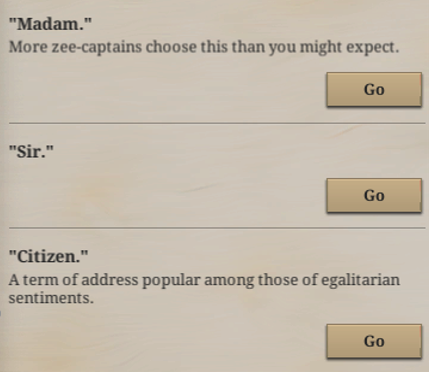 "Madam."
More zee-captains choose this than you might expect.
Go
"Sir."
Go
"Citizen."
A term of address popular among those of egalitarian
sentiments.
Go